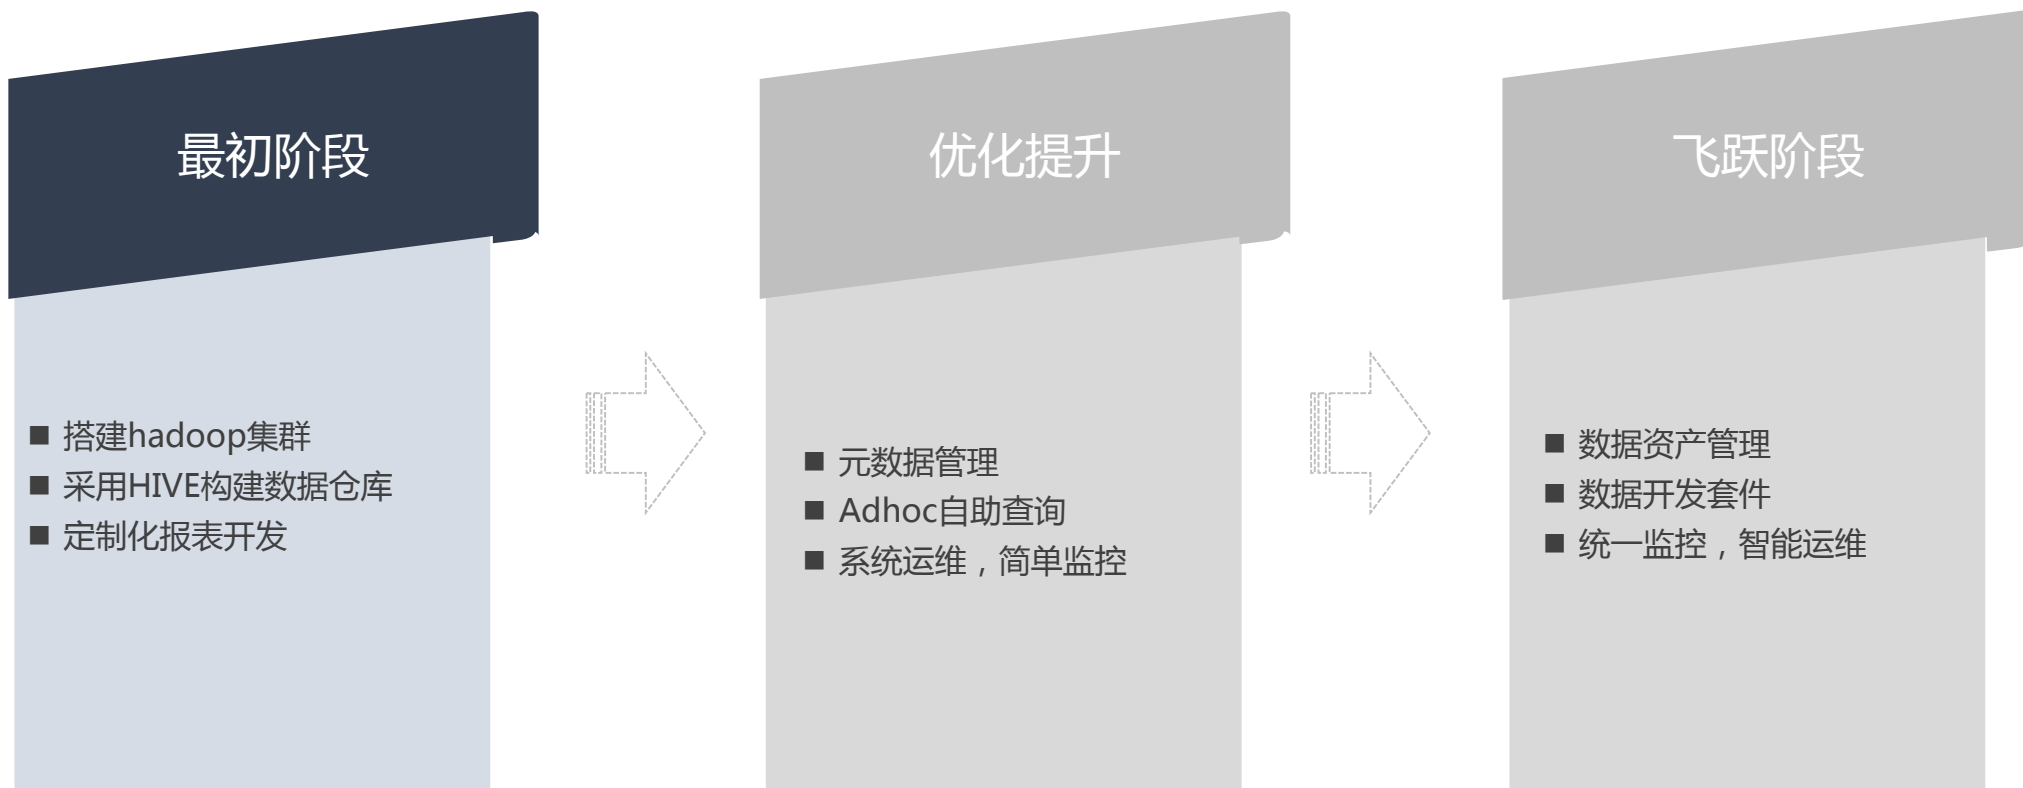 最初阶段
搭建hadoop集群
采用HIVE构建数据仓库
定制化报表开发
优化提升
元数据管理
Adhoc自助查询
系统运维，简单监控
飞跃阶段
数据资产管理
数据开发套件
统一监控，智能运维